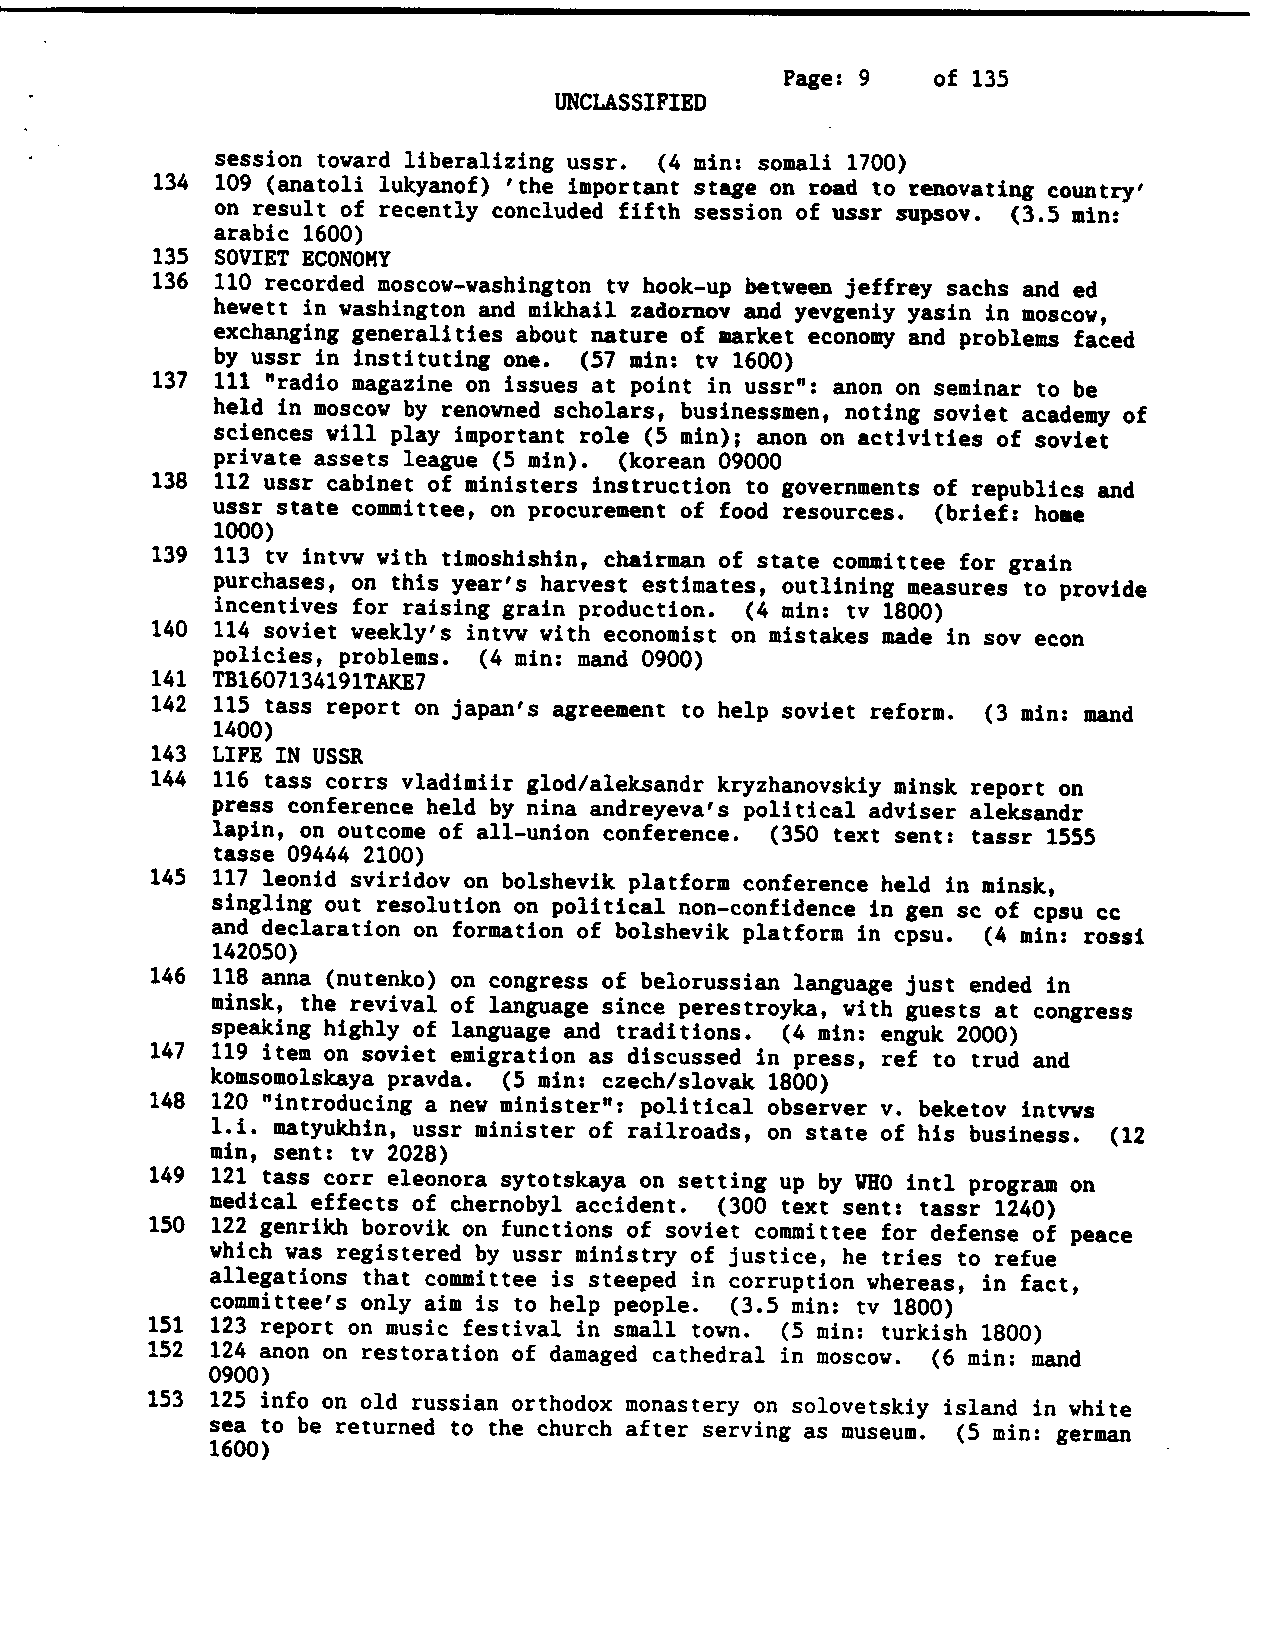 Page: 9 of 135
UNCLASSIFIED
session toward liberalizing ussr. (4 min: somali 1700)
134 109 (anatoli lukyanof) 'the important stage on road to renovating country'
on result of recently concluded fifth session of ussr supsov. (3.5 min:
arabic 1600)
135 SOVIET ECONOMY
136 110 recorded moscow-washington tv hook-up between jeffrey sachs and ed
hewett in washington and mikhail zadornov and yevgeniy yasin in moscow,
exchanging generalities about nature of market economy and problems faced
by ussr in instituting one. (57 min: tv 1600)
137 111 "radio magazine on issues at point in ussr": anon on seminar to be
held in moscow by renowned scholars, businessmen, noting soviet academy of
sciences will play important role (5 min); anon on activities of soviet
private assets league (5 min). (korean 09000
138 112 ussr cabinet of ministers instruction to governments of republics and
ussr state committee, on procurement of food resources. (brief: home
1000)
139 113 tv intvw with timoshishin, chairman of state committee for grain
purchases, on this year's harvest estimates, outlining measures to provide
incentives for raising grain production. (4 min: tv 1800)
140 114 soviet weekly's intvw with economist on mistakes made in sov econ
policies, problems. (4 min: mand 0900)
141 TB1607134191TAKE7
142 115 tass report on japan's agreement to help soviet reform. (3 min: mand
1400)
143 LIFE IN USSR
144 116 tass corrs vladimiir glod/aleksandr kryzhanovskiy minsk report on
press conference held by nina andreyeva's political adviser aleksandr
lapin, on outcome of all-union conference. (350 text sent: tassr 1555
tasse 09444 2100)
145 117 leonid sviridov on bolshevik platform conference held in minsk,
singling out resolution on political non-confidence in gen sc of cpsu cc
and declaration on formation of bolshevik platform in cpsu. (4 min: rossi
142050)
146 118 anna (nutenko) on congress of belorussian language just ended in
minsk, the revival of language since perestroyka, with guests at congress
speaking highly of language and traditions. (4 min: enguk 2000)
147 119 item on soviet emigration as discussed in press, ref to trud and
komsomolskaya pravda. (5 min: czech/slovak 1800)
148 120 "introducing a new minister": political observer v. beketov intvws
l.i. matyukhin, ussr minister of railroads, on state of his business. (12
min, sent: tv 2028)
149 121 tass corr eleonora sytotskaya on setting up by WHO intl program on
medical effects of chernobyl accident. (300 text sent: tassr 1240)
150 122 genrikh borovik on functions of soviet committee for defense of peace
which was registered by ussr ministry of justice, he tries to refue
allegations that committee is steeped in corruption whereas, in fact,
committee's only aim is to help people. (3.5 min: tv 1800)
151 123 report on music festival in small town. (5 min: turkish 1800)
152 124 anon on restoration of damaged cathedral in moscow. (6 min: mand
0900)
153 125 info on old russian orthodox monastery on solovetskiy island in white
sea to be returned to the church after serving as museum. (5 min: german
1600)